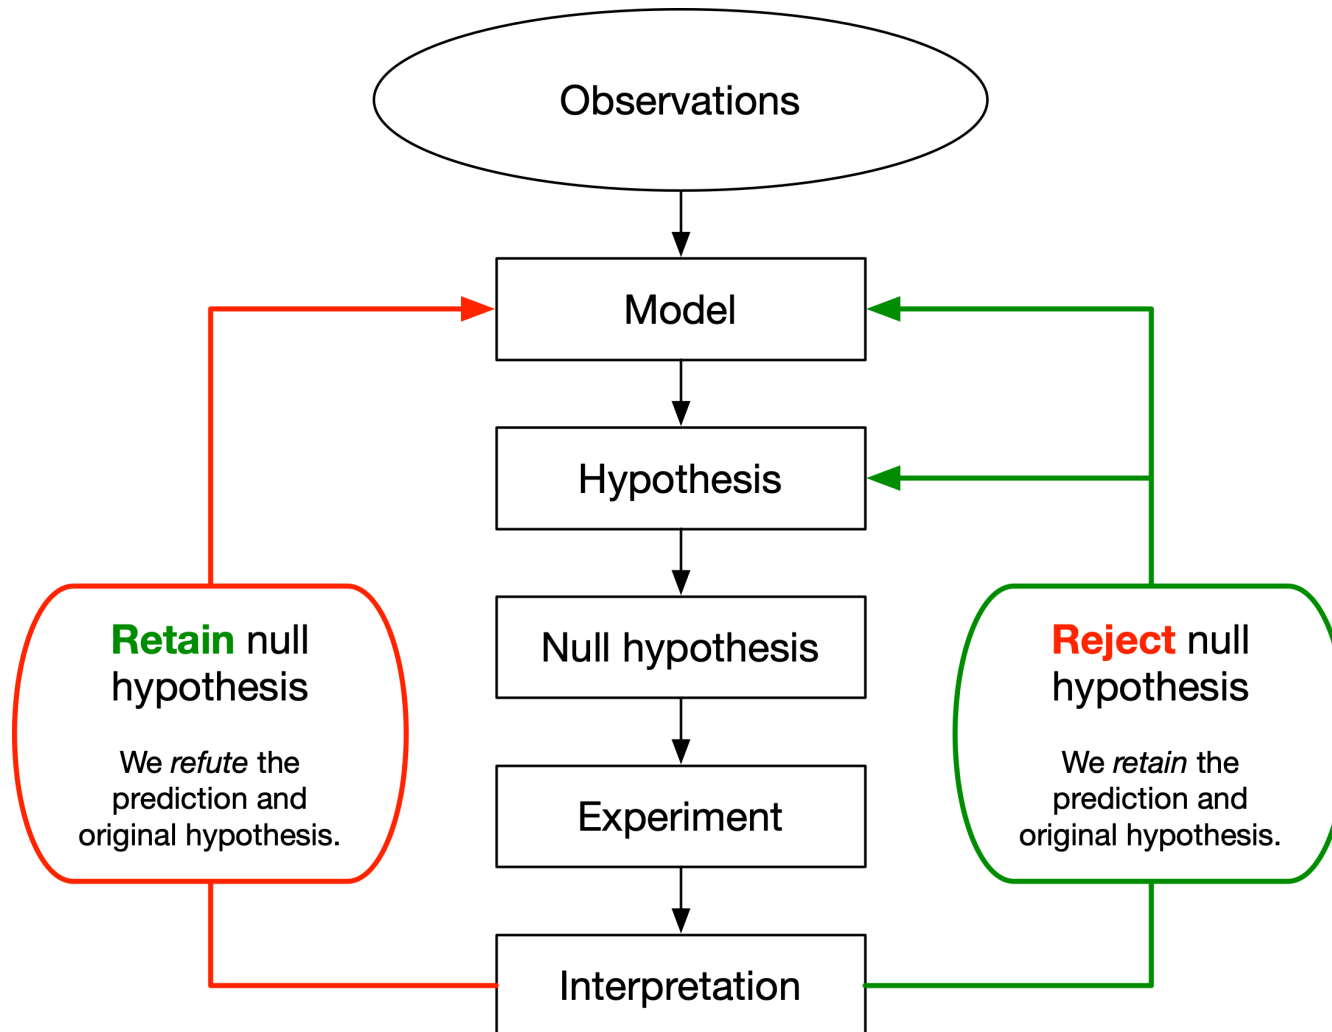 Observations
Model
Hypothesis
Null hypothesis
Experiment
Interpretation
Retain null
hypothesis
We refute the
prediction and
original hypothesis.
Reject null
hypothesis
We retain the
prediction and
original hypothesis.